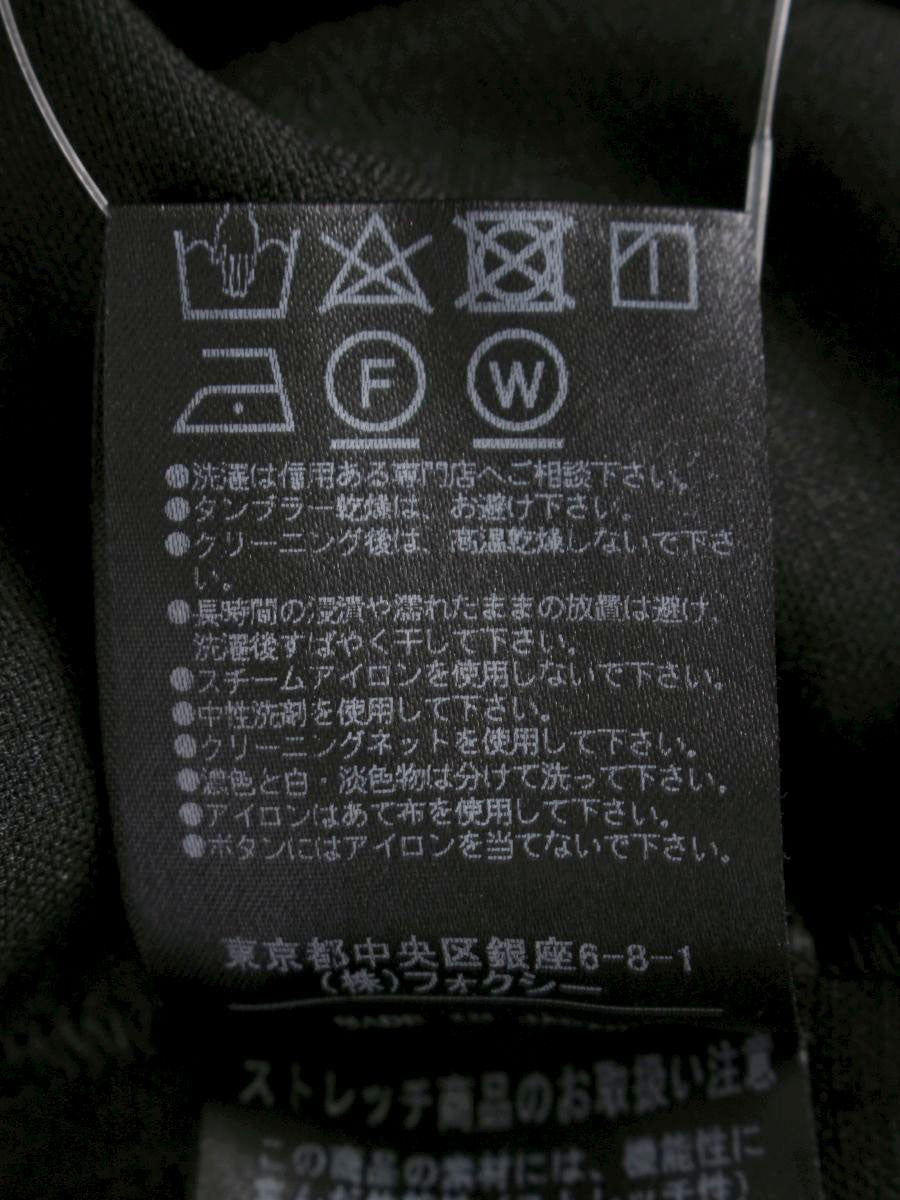 F W
●洗濯は信用ある専門店へご相談下さい。
●タンブラー乾燥は、お避け下さい。
●クリーニング後は、高温乾燥しないで下さ
い。
●長時間の浸漬や濡れたままの放置は避け、
洗濯後すばやく干して下さい。
●スチームアイロンを使用しないで下さい。
●中性洗剤を使用して下さい。
●クリーニングネットを使用して下さい。
●濃色と白・淡色物は分けて洗って下さい。
●アイロンはあて布を使用して下さい。
●ボタンにはアイロンを当てないで下さい。
東京都中央区銀座6-8-1
(株)フォクシー
ストレッチ商品のお取扱い注意
この商品の素材には、機能性に